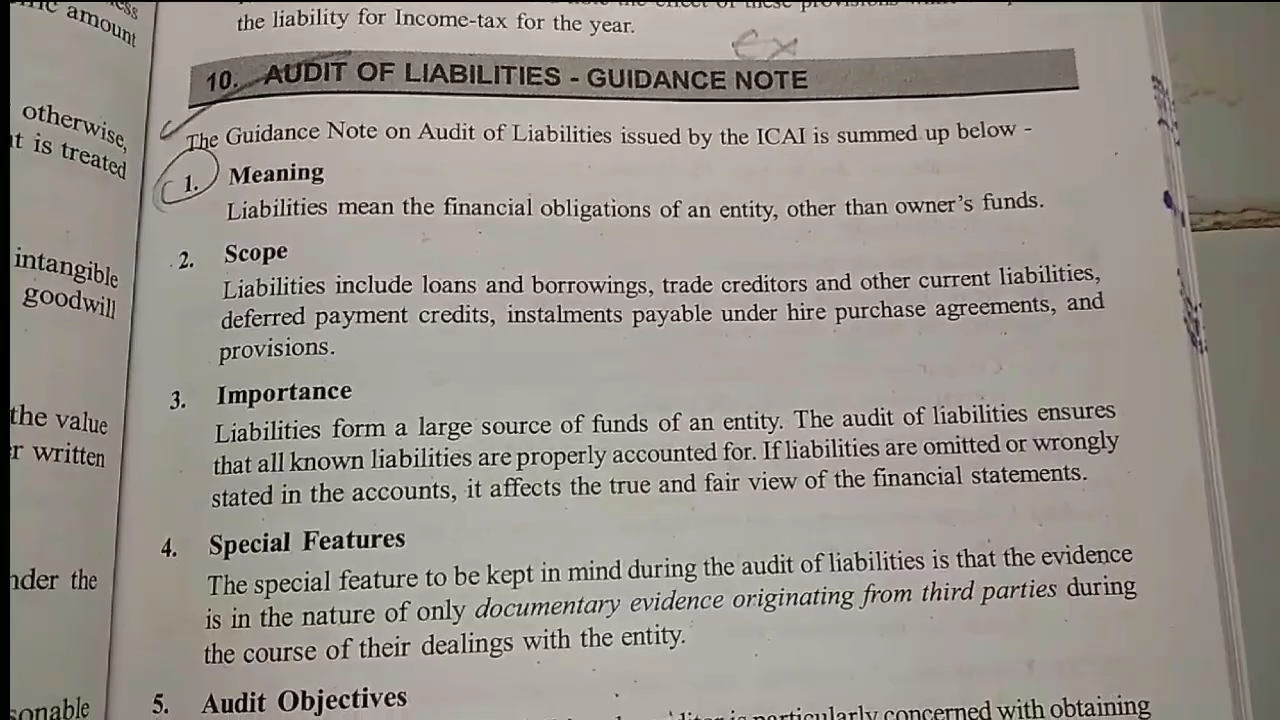 amount
otherwise,
it is treated
intangible
goodwill
the value
written
the
the liability for Income-tax for the year.
ex
10. AUDIT OF LIABILITIES - GUIDANCE NOTE
The Guidance Note on Audit of Liabilities issued by the ICAI is summed up below -
1. Meaning
Liabilities mean the financial obligations of an entity, other than owner's funds.
2. Scope
Liabilities include loans and borrowings, trade creditors and other current liabilities,
deferred payment credits, instalments payable under hire purchase agreements, and
provisions.
3. Importance
Liabilities form a large source of funds of an entity. The audit of liabilities ensures
that all known liabilities are properly accounted for. If liabilities are omitted or wrongly
stated in the accounts, it affects the true and fair view of the financial statements.
4. Special Features
The special feature to be kept in mind during the audit of liabilities is that the evidence
is in the nature of only documentary evidence originating from third parties during
the course of their dealings with the entity.
5. Audit Objectives
is particularly concerned with obtaining